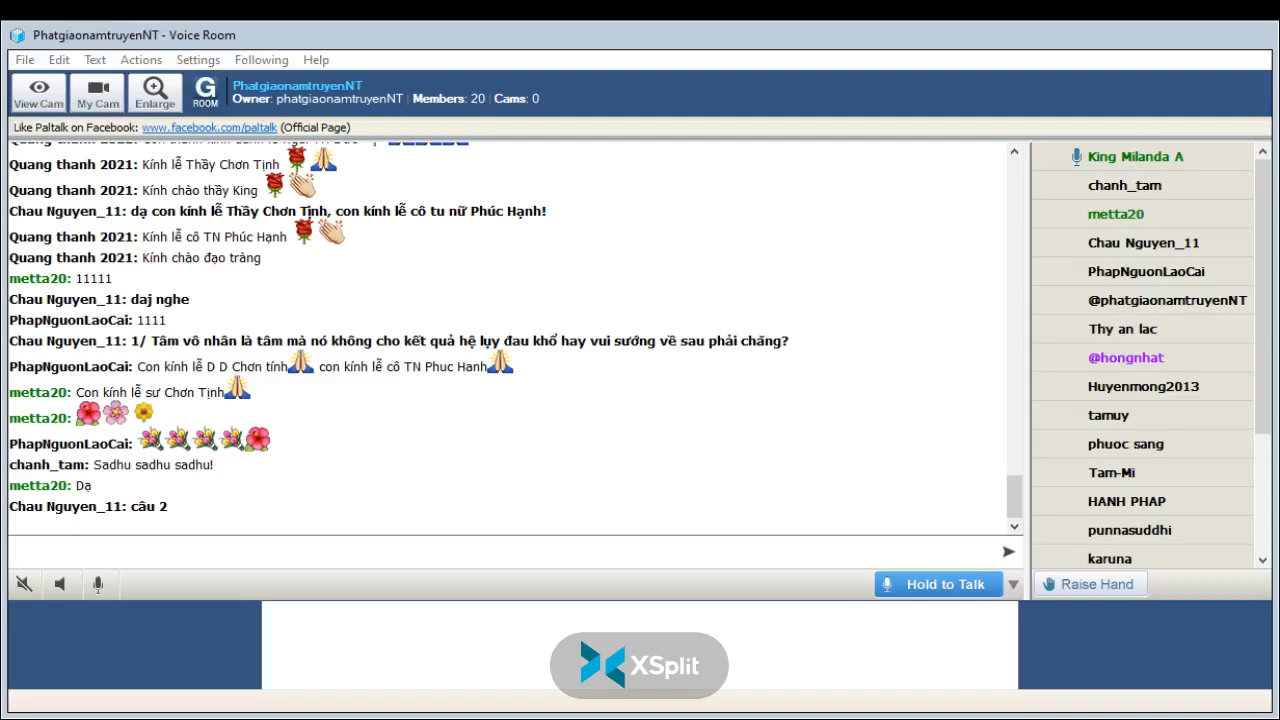 PhatgiaonamtruyenNT - Voice Room
File Edit Text Actions Settings Following Help
View Cam My Cam Enlarge G ROOM
PhatgiaonamtruyenNT
Owner: phatgiaonamtruyenNT Members: 20 Cams: 0
Like Paltalk on Facebook: www.facebook.com/paltalk (Official Page)
Quang thanh 2021:
Quang thanh 2021: Kính lễ Thầy Chơn Tịnh
Quang thanh 2021: Kính chào thầy King
Chau Nguyen_11: dạ con kính lễ Thầy Chơn Tịnh, con kính lễ cô tu nữ Phúc Hạnh!
Quang thanh 2021: Kính lễ cô TN Phúc Hạnh
Quang thanh 2021: Kính chào đạo tràng
metta20: 11111
Chau Nguyen_11: daj nghe
PhapNguonLaoCai: 1111
Chau Nguyen_11: 1/ Tâm vô nhân là tâm mà nó không cho kết quả hệ lụy đau khổ hay vui sướng về sau phải chăng?
PhapNguonLaoCai: Con kính lễ D D Chơn tính con kính lễ cô TN Phuc Hanh
metta20: Con kính lễ sư Chơn Tịnh
metta20:
PhapNguonLaoCai:
chanh_tam: Sadhu sadhu sadhu!
metta20: Dạ
Chau Nguyen_11: câu 2
King Milanda A
chanh_tam
metta20
Chau Nguyen_11
PhapNguonLaoCai
@phatgiaonamtruyenNT
Thy an lac
@hongnhat
Huyenmong2013
tamuy
phuoc sang
Tam-Mi
HANH PHAP
punnasuddhi
karuna
Hold to Talk
Raise Hand
XSplit